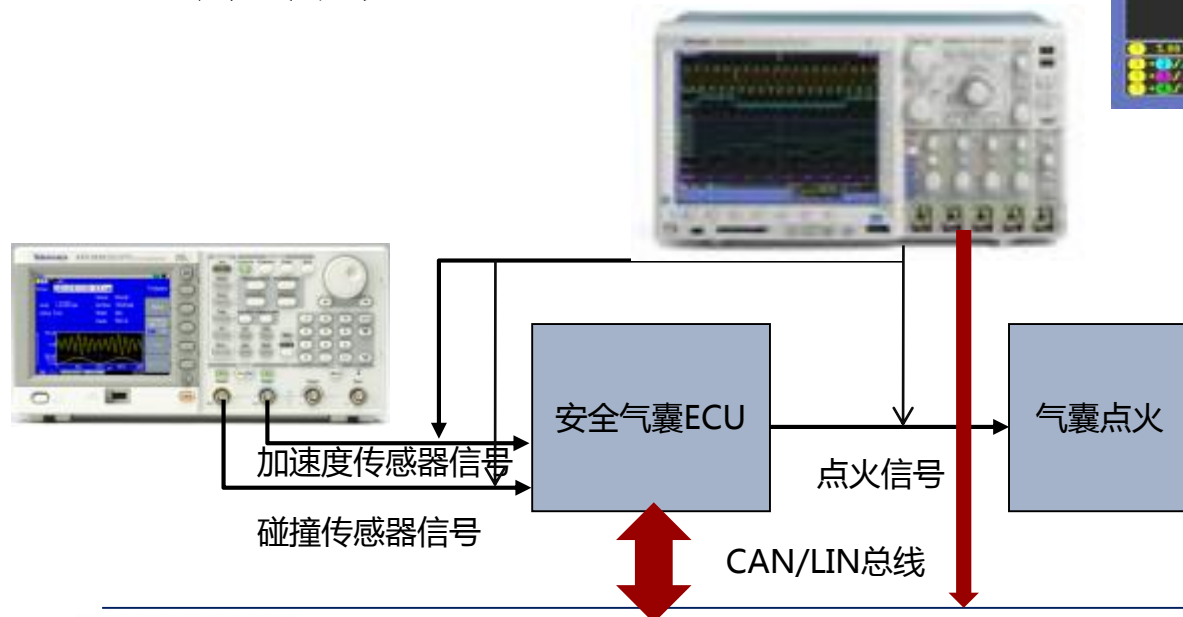 Tektronix
安全气囊ECU
气囊点火
加速度传感器信号
点火信号
碰撞传感器信号
CAN/LIN总线